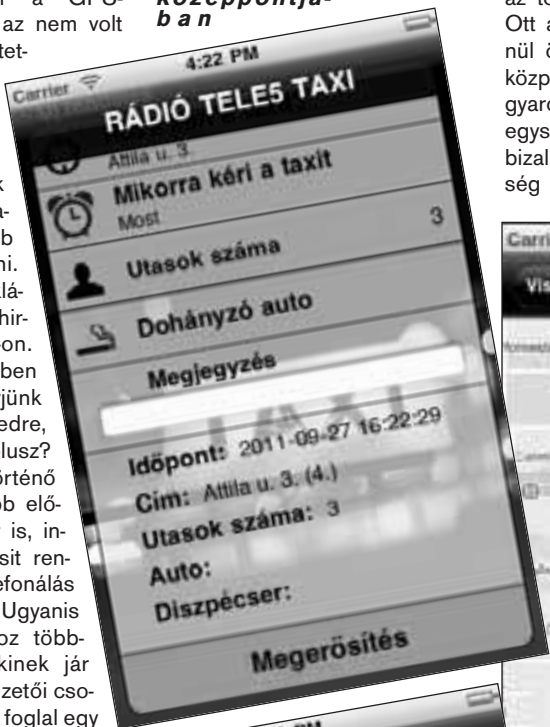 a GPS-
az nem volt
tet-
középpontjá-
ban
ni.
lá-
hir-
-on.
ben
jünk
edre,
lusz?
örténő
b elő-
is, in-
sit ren-
efonálás
Ugyanis
oz több-
kinek jár
zetői cso-
foglal egy
Carrier
4:22 PM
RÁDIÓ TELE5 TAXI
Attila u. 3.
Mikorra kéri a taxit
Most
Utasok száma 3
Dohányzó auto
Megjegyzés
Időpont: 2011-09-27 16:22:29
Cím: Attila u. 3. (4.)
Utasok száma: 3
Auto:
Diszpécser:
Megerősítés
PM
Ott a
nül ö
közp
gyaro
egys
bizal
ség
Carri
Vis